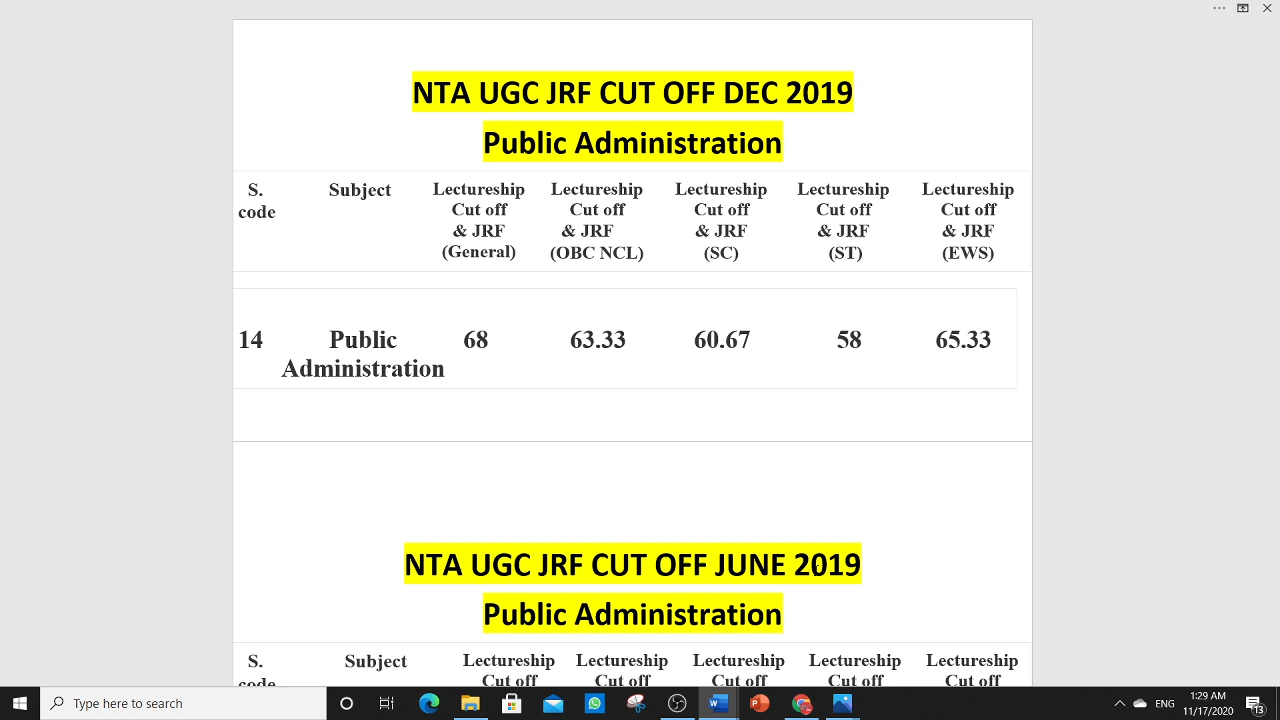 NTA UGC JRF CUT OFF DEC 2019
Public Administration
S. code Subject Lectureship Cut off & JRF (General) Lectureship Cut off & JRF (OBC NCL) Lectureship Cut off & JRF (SC) Lectureship Cut off & JRF (ST) Lectureship Cut off & JRF (EWS)
14 Public Administration 68 63.33 60.67 58 65.33
NTA UGC JRF CUT OFF JUNE 2019
Public Administration
S. Subject Lectureship Lectureship Lectureship Lectureship Lectureship
code Cut off Cut off Cut off Cut off Cut off
Type here to search
ENG
1:29 AM
11/17/2020
13